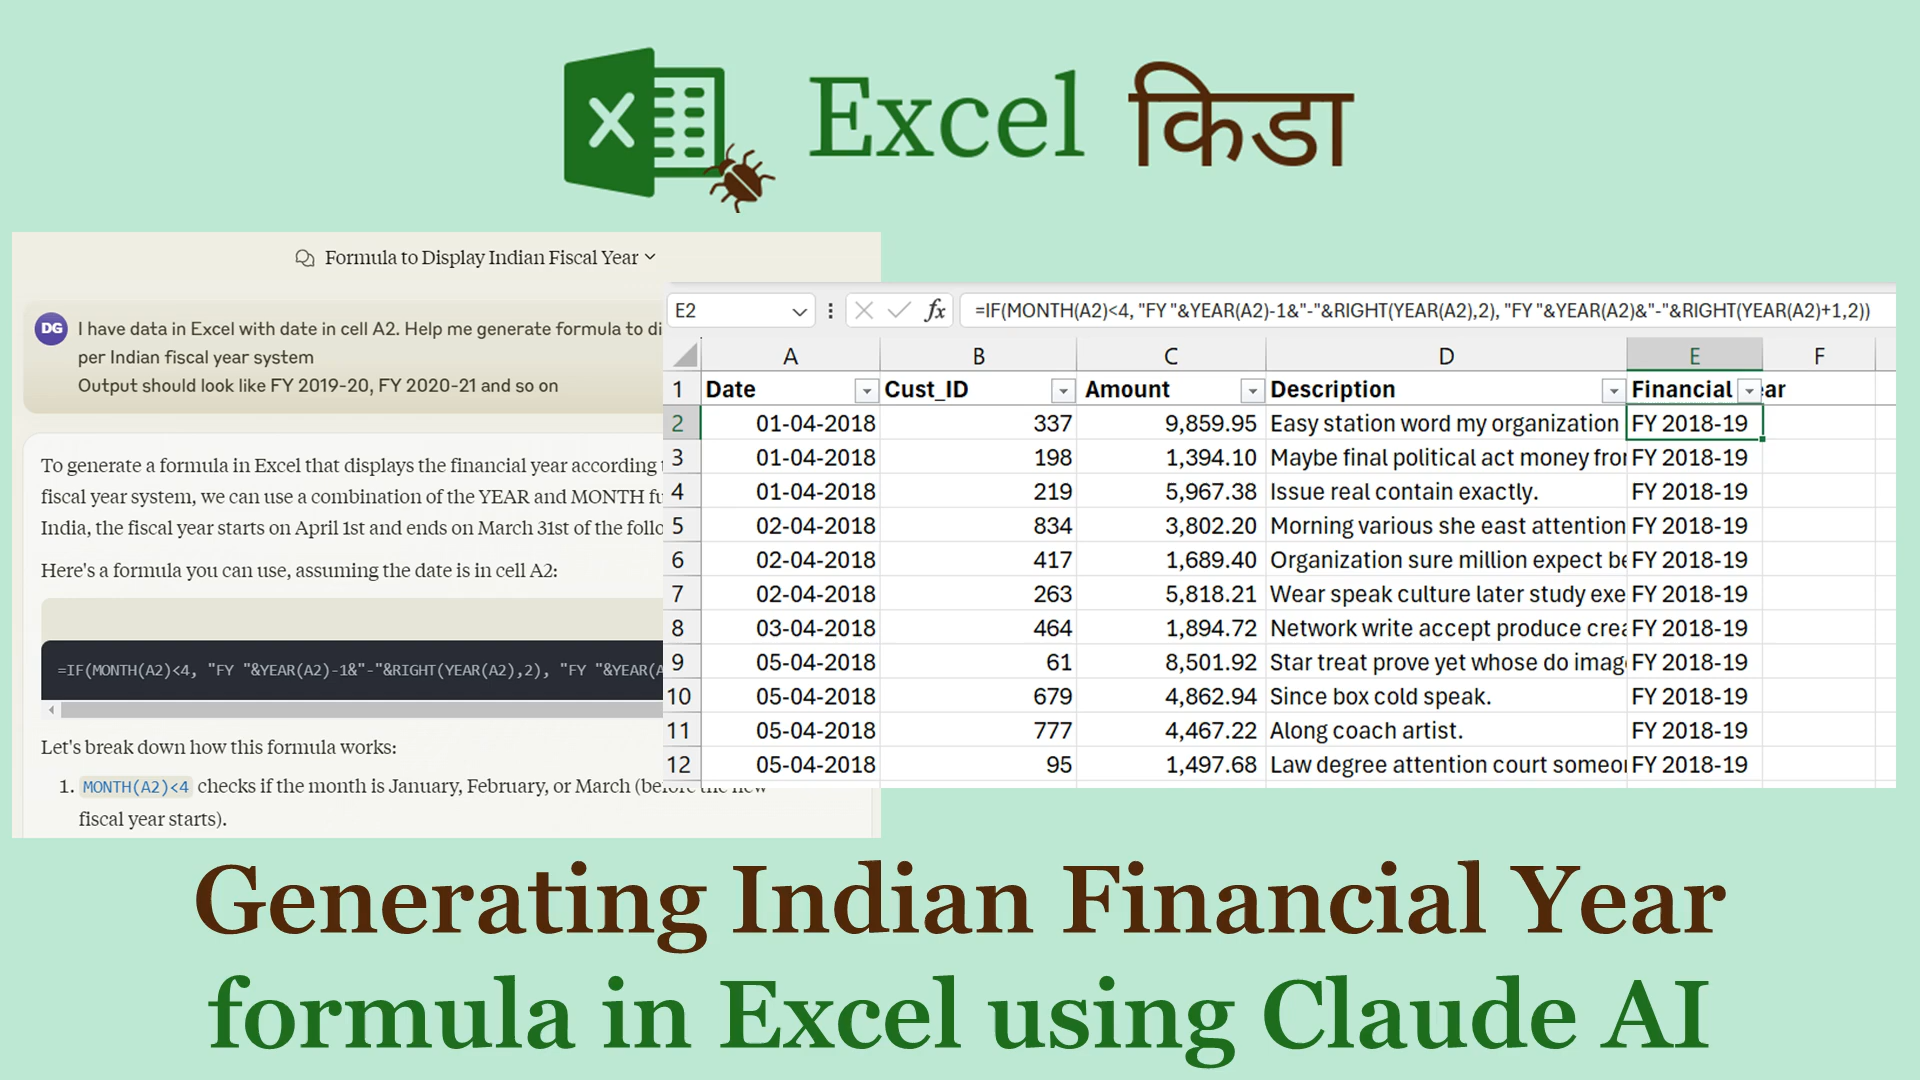 X
Excel किडा
Formula to Display Indian Fiscal Year
DG
I have data in Excel with date in cell A2. Help me generate formula to di
per Indian fiscal year system
Output should look like FY 2019-20, FY 2020-21 and so on
To generate a formula in Excel that displays the financial year according
fiscal year system, we can use a combination of the YEAR and MONTH fu
India, the fiscal year starts on April 1st and ends on March 31st of the follo
Here's a formula you can use, assuming the date is in cell A2:
=IF(MONTH(A2)<4, "FY "&YEAR(A2)-1&"-"&RIGHT(YEAR(A2),2), "FY "&YEAR(A
Let's break down how this formula works:
1. MONTH(A2)<4 checks if the month is January, February, or March (before the new
fiscal year starts).
E2 fx =IF(MONTH(A2)<4, "FY "&YEAR(A2)-1&"-"&RIGHT(YEAR(A2),2), "FY "&YEAR(A2)&"-"&RIGHT(YEAR(A2)+1,2))
A B C D E F
1 Date Cust_ID Amount Description Financial ear
2 01-04-2018 337 9,859.95 Easy station word my organization FY 2018-19
3 01-04-2018 198 1,394.10 Maybe final political act money fro FY 2018-19
4 01-04-2018 219 5,967.38 Issue real contain exactly. FY 2018-19
5 02-04-2018 834 3,802.20 Morning various she east attention FY 2018-19
6 02-04-2018 417 1,689.40 Organization sure million expect be FY 2018-19
7 02-04-2018 263 5,818.21 Wear speak culture later study exe FY 2018-19
8 03-04-2018 464 1,894.72 Network write accept produce crea FY 2018-19
9 05-04-2018 61 8,501.92 Star treat prove yet whose do imag FY 2018-19
10 05-04-2018 679 4,862.94 Since box cold speak. FY 2018-19
11 05-04-2018 777 4,467.22 Along coach artist. FY 2018-19
12 05-04-2018 95 1,497.68 Law degree attention court someo FY 2018-19
Generating Indian Financial Year
formula in Excel using Claude AI